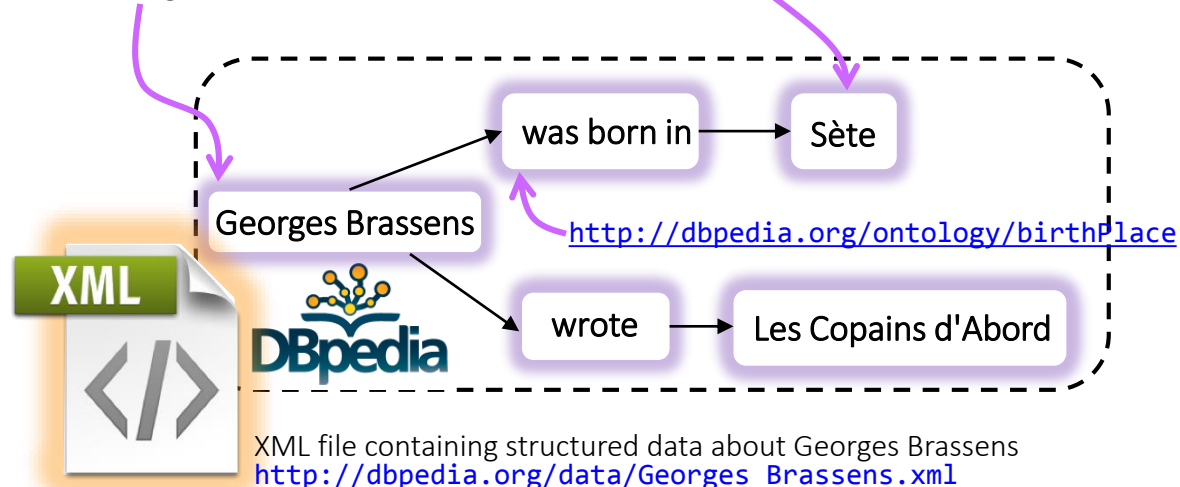 was born in
Sète
Georges Brassens
http://dbpedia.org/ontology/birthPlace
XML
</>
DBpedia
wrote
Les Copains d'Abord
XML file containing structured data about Georges Brassens
http://dbpedia.org/data/Georges_Brassens.xml